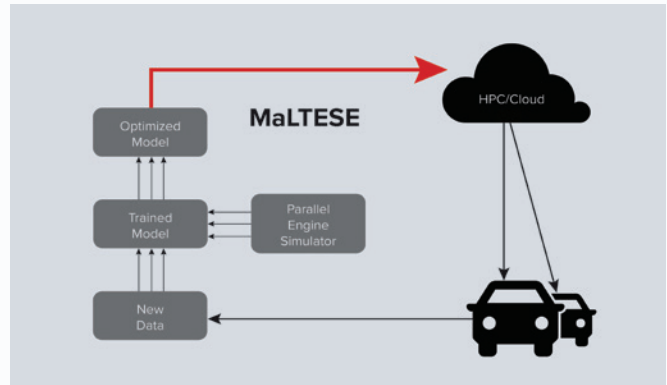 MaLTESE
HPC/Cloud
Optimized
Model
Trained
Model
Parallel
Engine
Simulator
New
Data